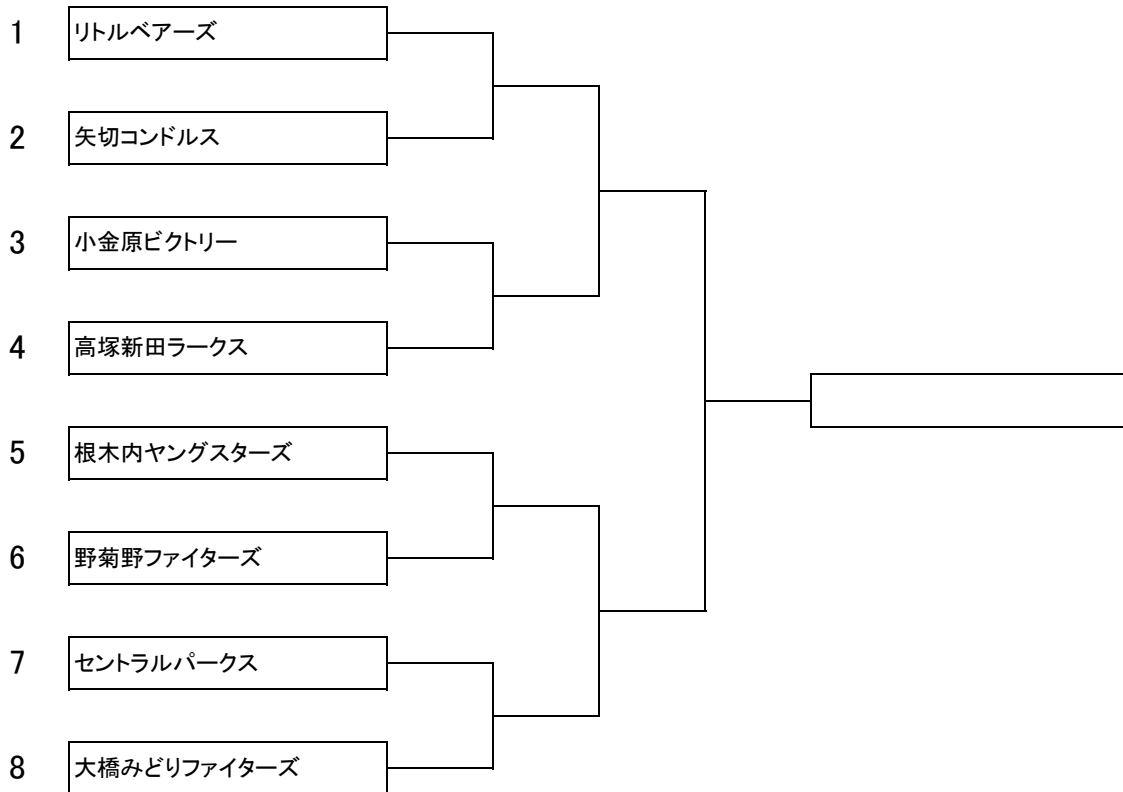 1 リトルベアーズ
2 矢切コンドルス
3 小金原ビクトリー
4 高塚新田ラークス
5 根木内ヤングスターズ
6 野菊野ファイターズ
7 セントラルパークス
8 大橋みどりファイターズ